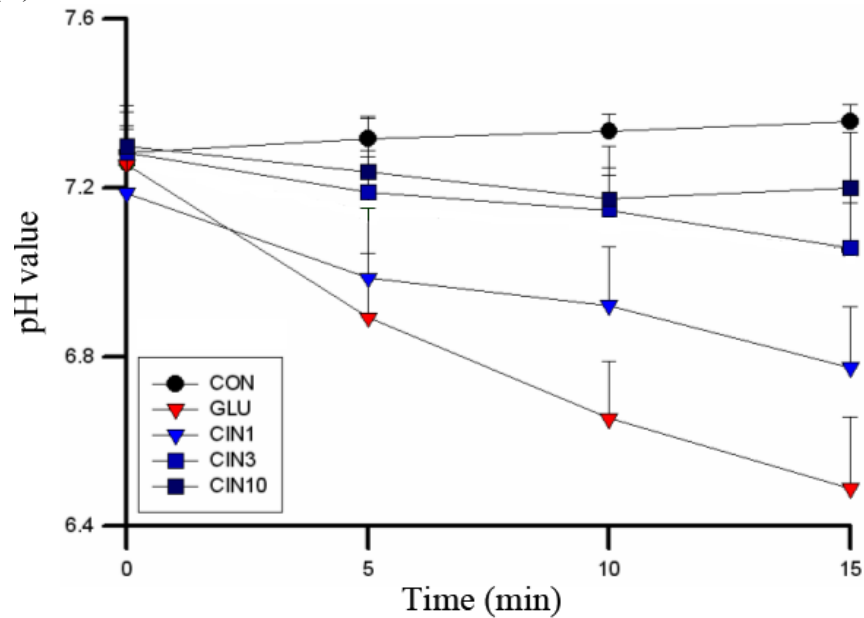 7.6
7.2
6.8
6.4
pH value
CON
GLU
CIN1
CIN3
CIN10
0 5 10 15
Time (min)